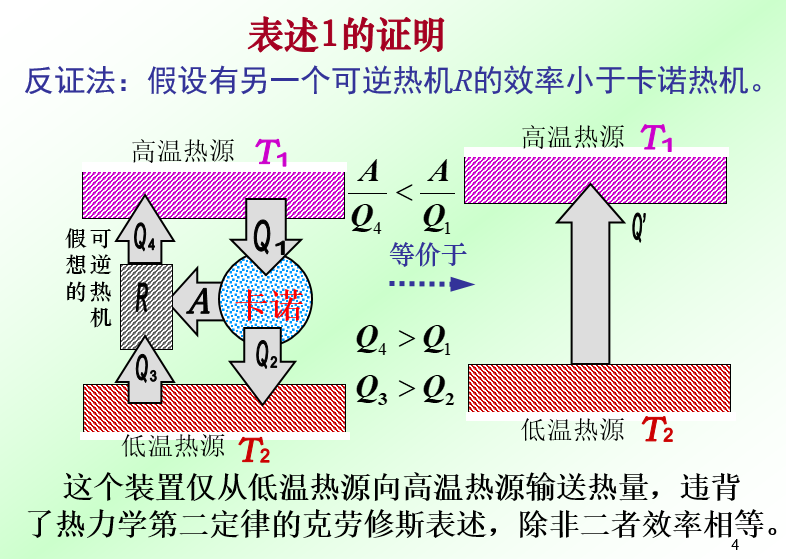 表述1的证明
反证法：假设有另一个可逆热机R的效率小于卡诺热机。
高温热源 T1
Q4
Q1
假想的
可逆热机
R
A
卡诺
Q3
Q2
低温热源 T2
A/Q4 < A/Q1
等价于
Q4 > Q1
Q3 > Q2
高温热源 T1
Q'
低温热源 T2
这个装置仅从低温热源向高温热源输送热量，违背
了热力学第二定律的克劳修斯表述，除非二者效率相等。
4